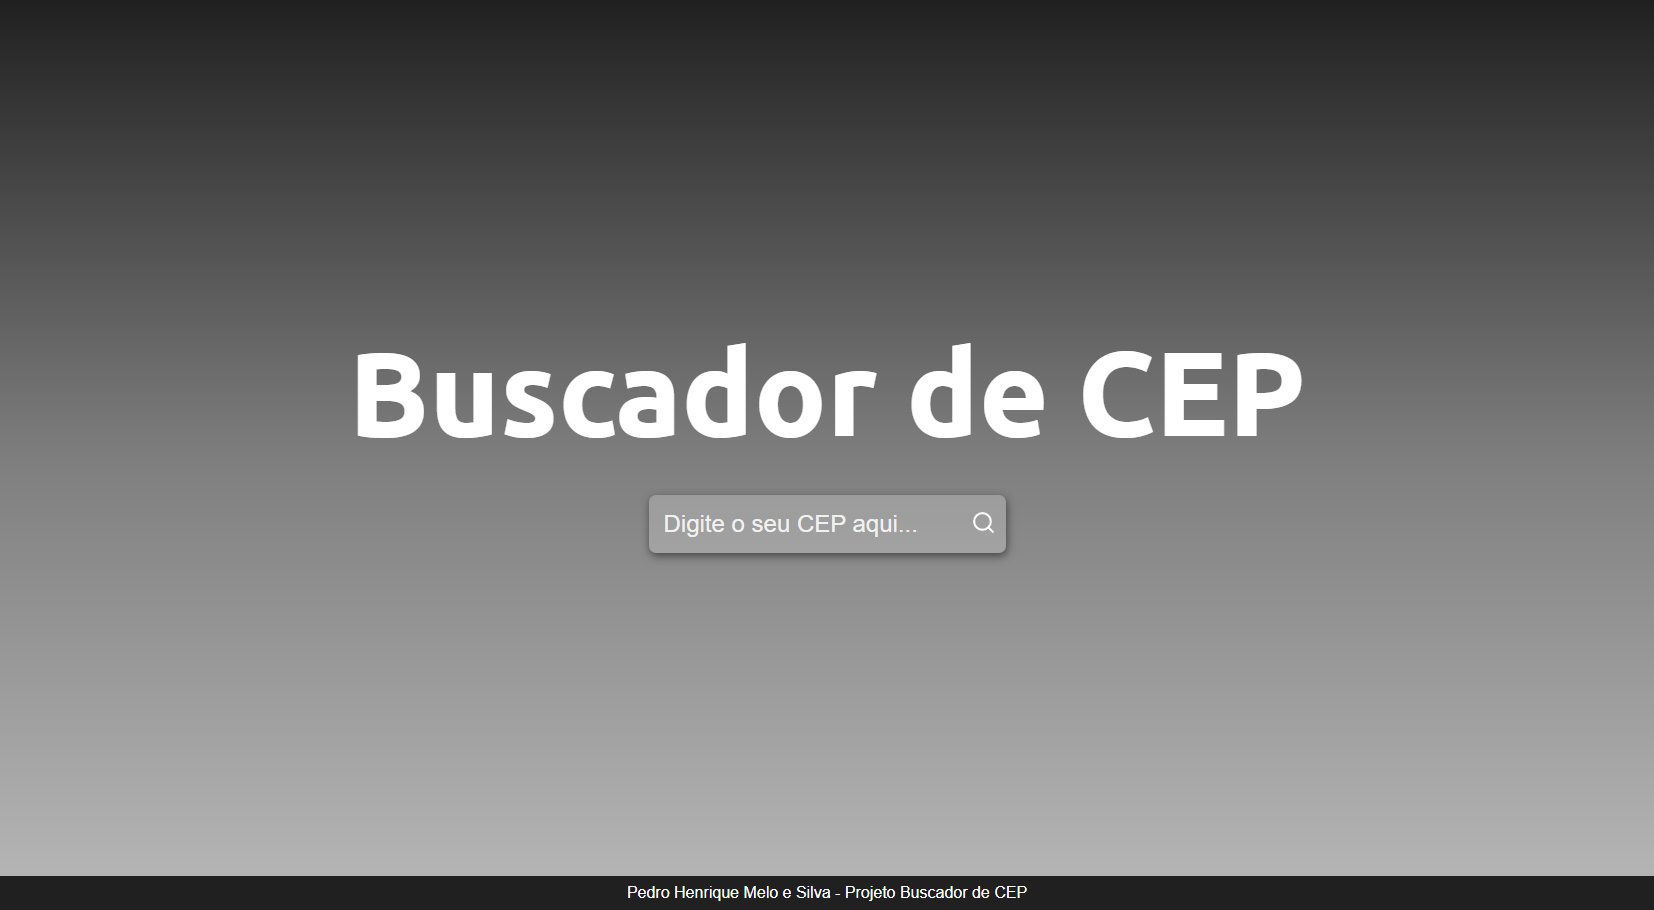 Buscador de CEP
Digite o seu CEP aqui...
Pedro Henrique Melo e Silva - Projeto Buscador de CEP